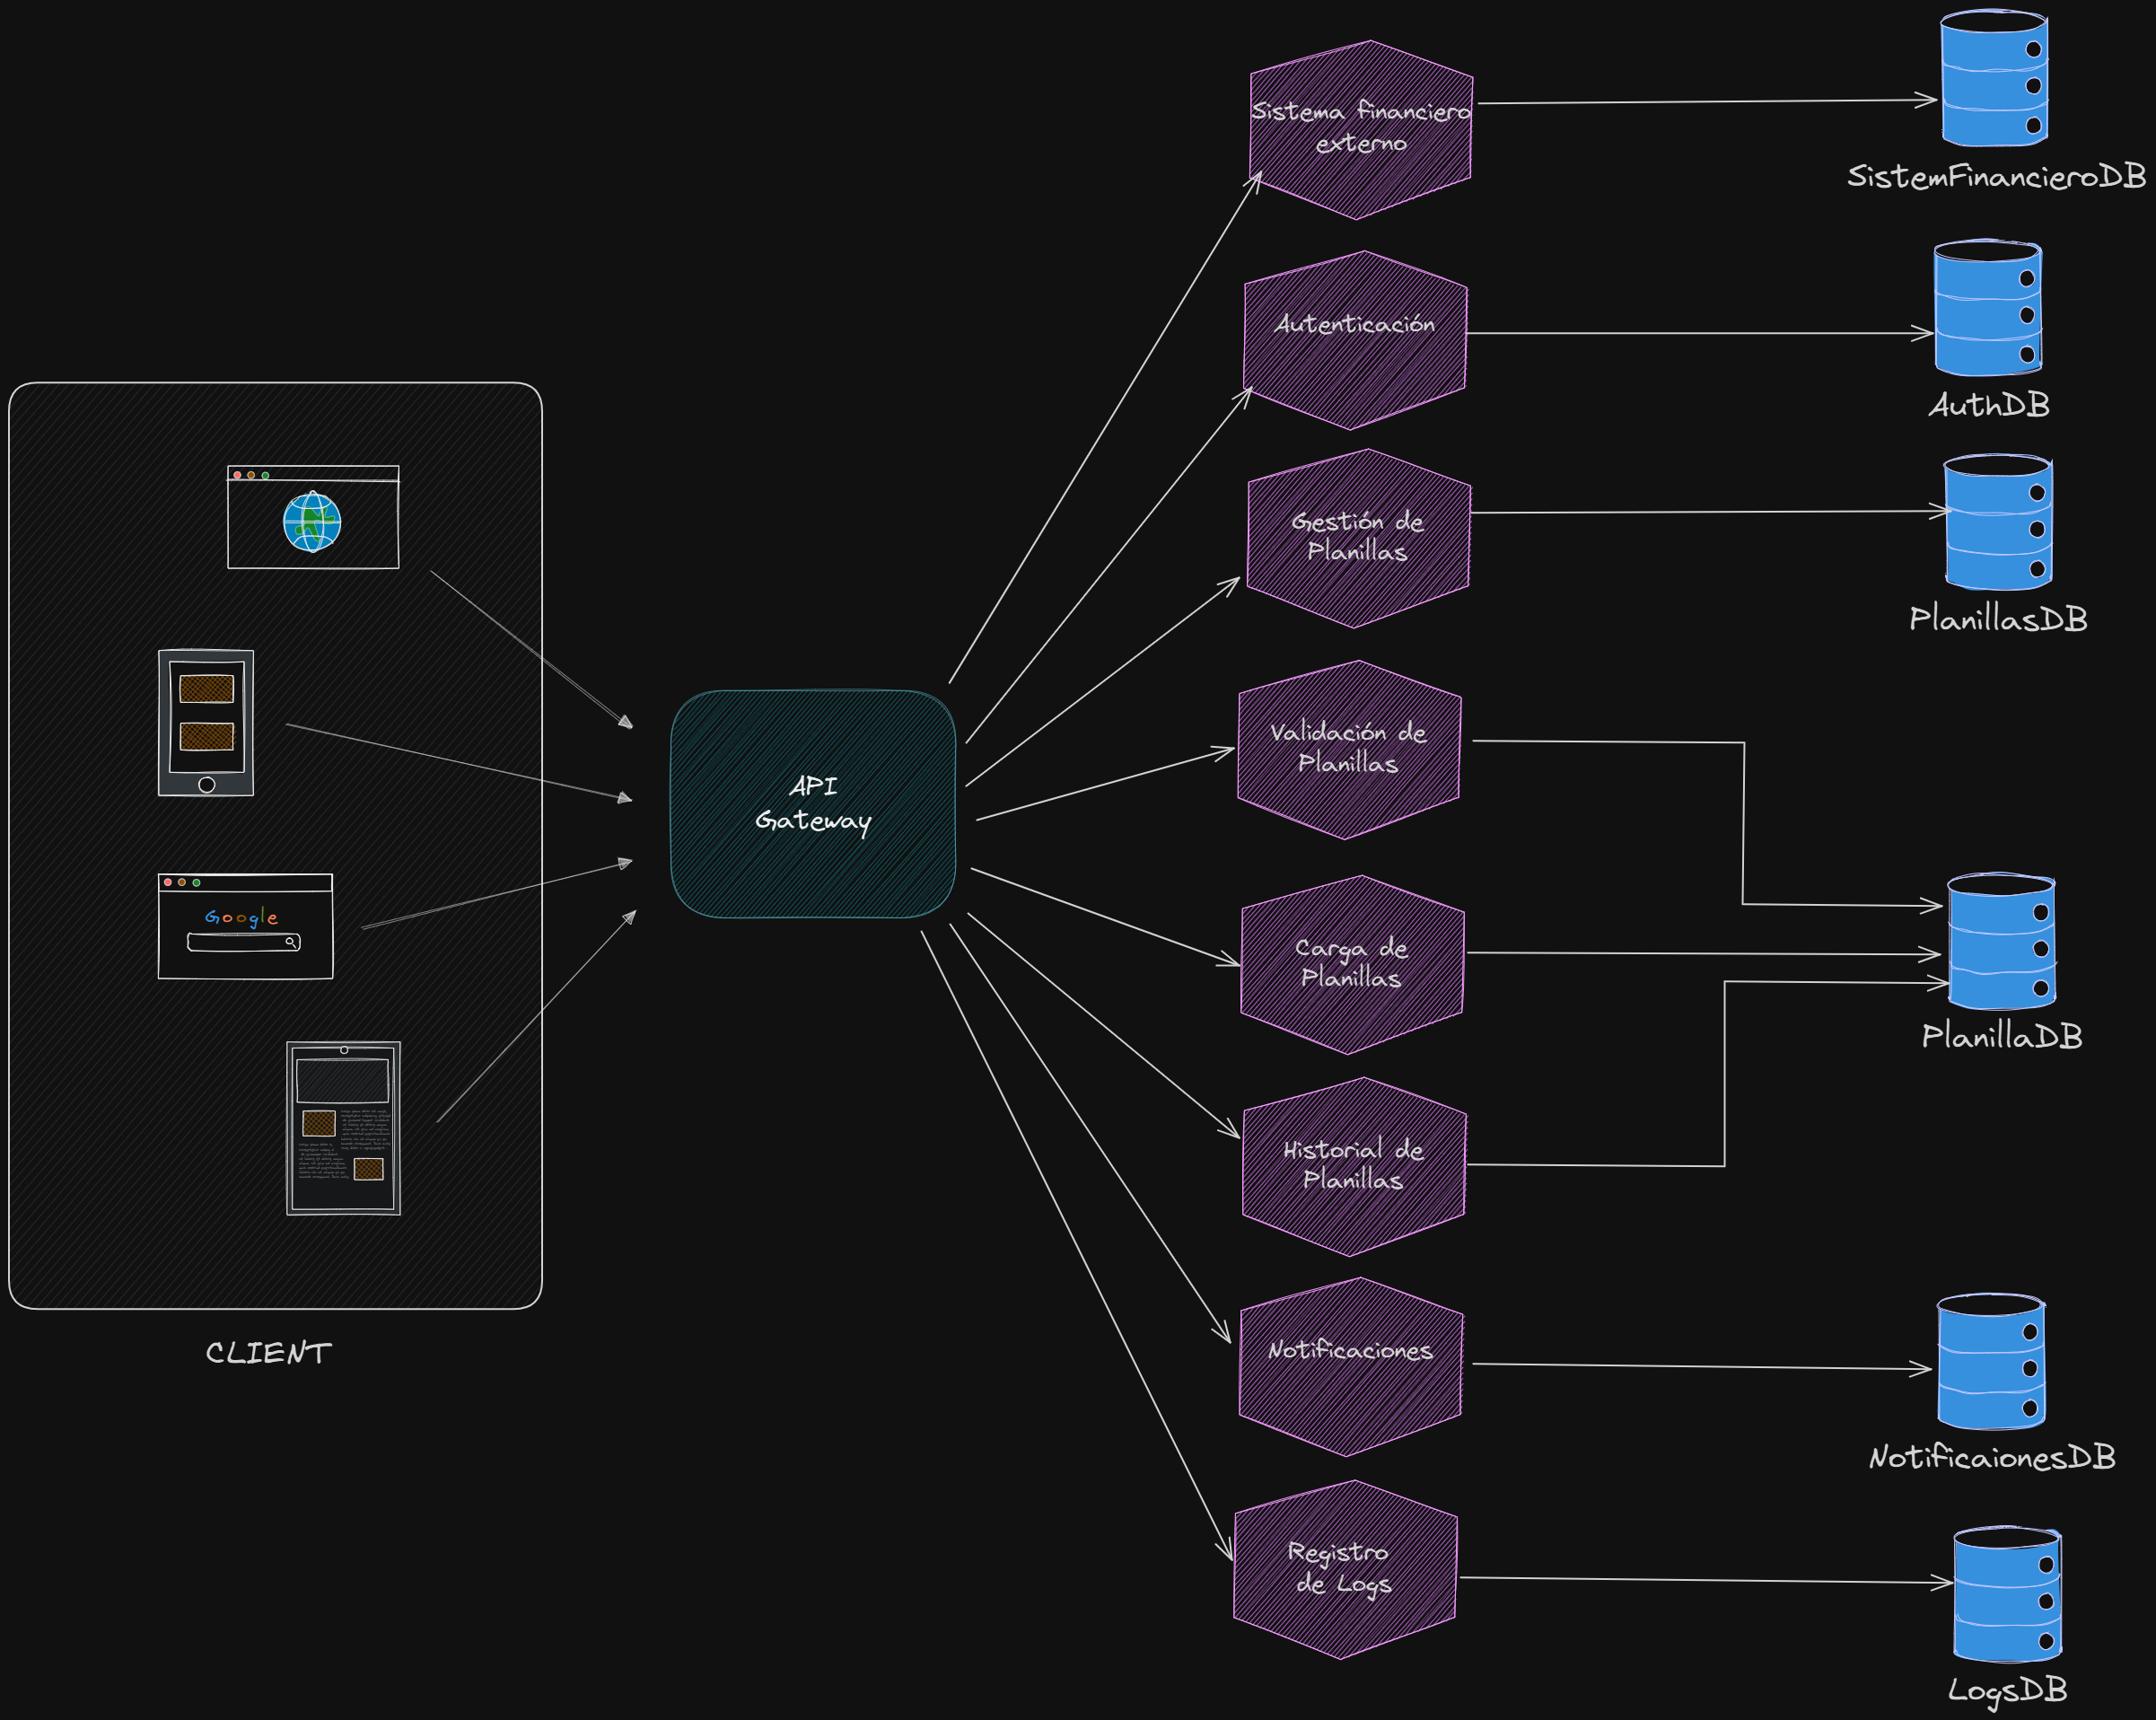 Sistema financiero
externo
SistemFinancieroDB
Autenticación
AuthDB
Gestión de
Planillas
PlanillasDB
Validación de
Planillas
API
Gateway
Google
Carga de
Planillas
PlanillaDB
Historial de
Planillas
CLIENT
Notificaciones
NotificaionesDB
Registro
de Logs
LogsDB